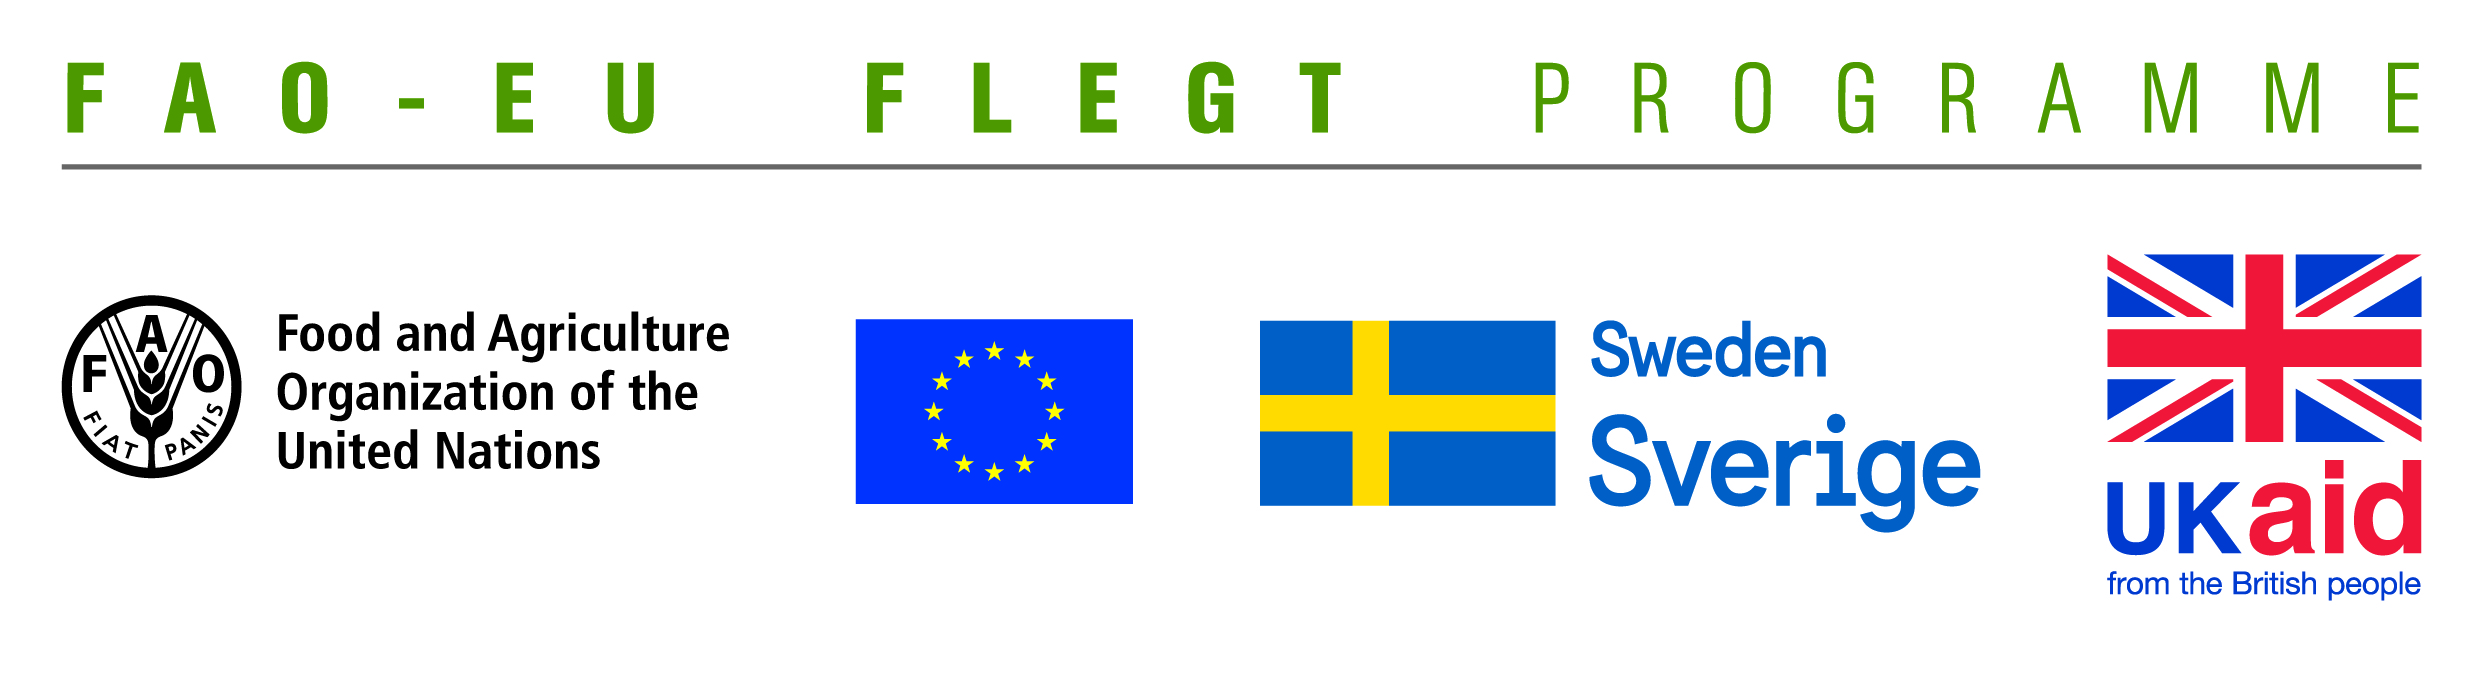 FAO-EU FLEGT PROGRAMME
F A O
FIAT PANIS
Food and Agriculture
Organization of the
United Nations
Sweden
Sverige
UKaid
from the British people